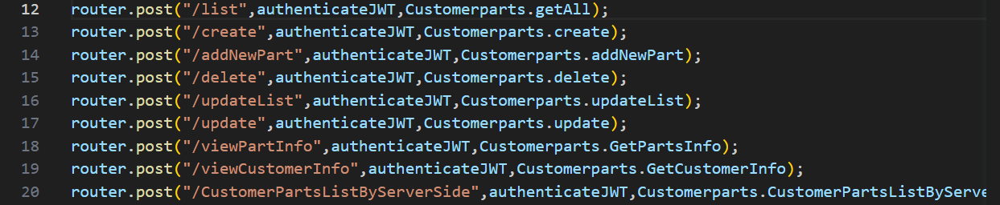 12 router.post("/list",authenticateJWT,Customerparts.getAll);
13 router.post("/create",authenticateJWT,Customerparts.create);
14 router.post("/addNewPart",authenticateJWT,Customerparts.addNewPart);
15 router.post("/delete",authenticateJWT,Customerparts.delete);
16 router.post("/updateList",authenticateJWT,Customerparts.updateList);
17 router.post("/update",authenticateJWT,Customerparts.update);
18 router.post("/viewPartInfo",authenticateJWT,Customerparts.GetPartsInfo);
19 router.post("/viewCustomerInfo",authenticateJWT,Customerparts.GetCustomerInfo);
20 router.post("/CustomerPartsListByServerSide",authenticateJWT,Customerparts.CustomerPartsListByServe